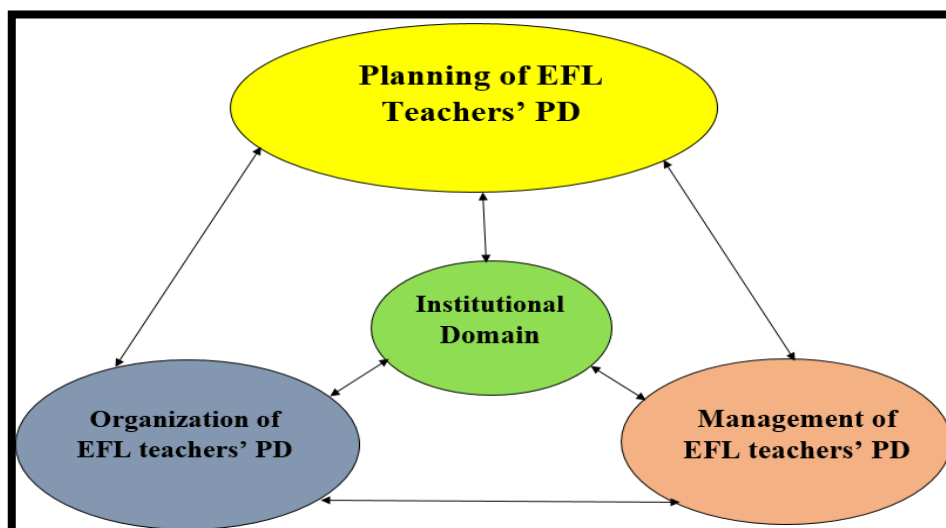 Planning of EFL
Teachers’ PD
Institutional
Domain
Organization of
EFL teachers’ PD
Management of
EFL teachers’ PD